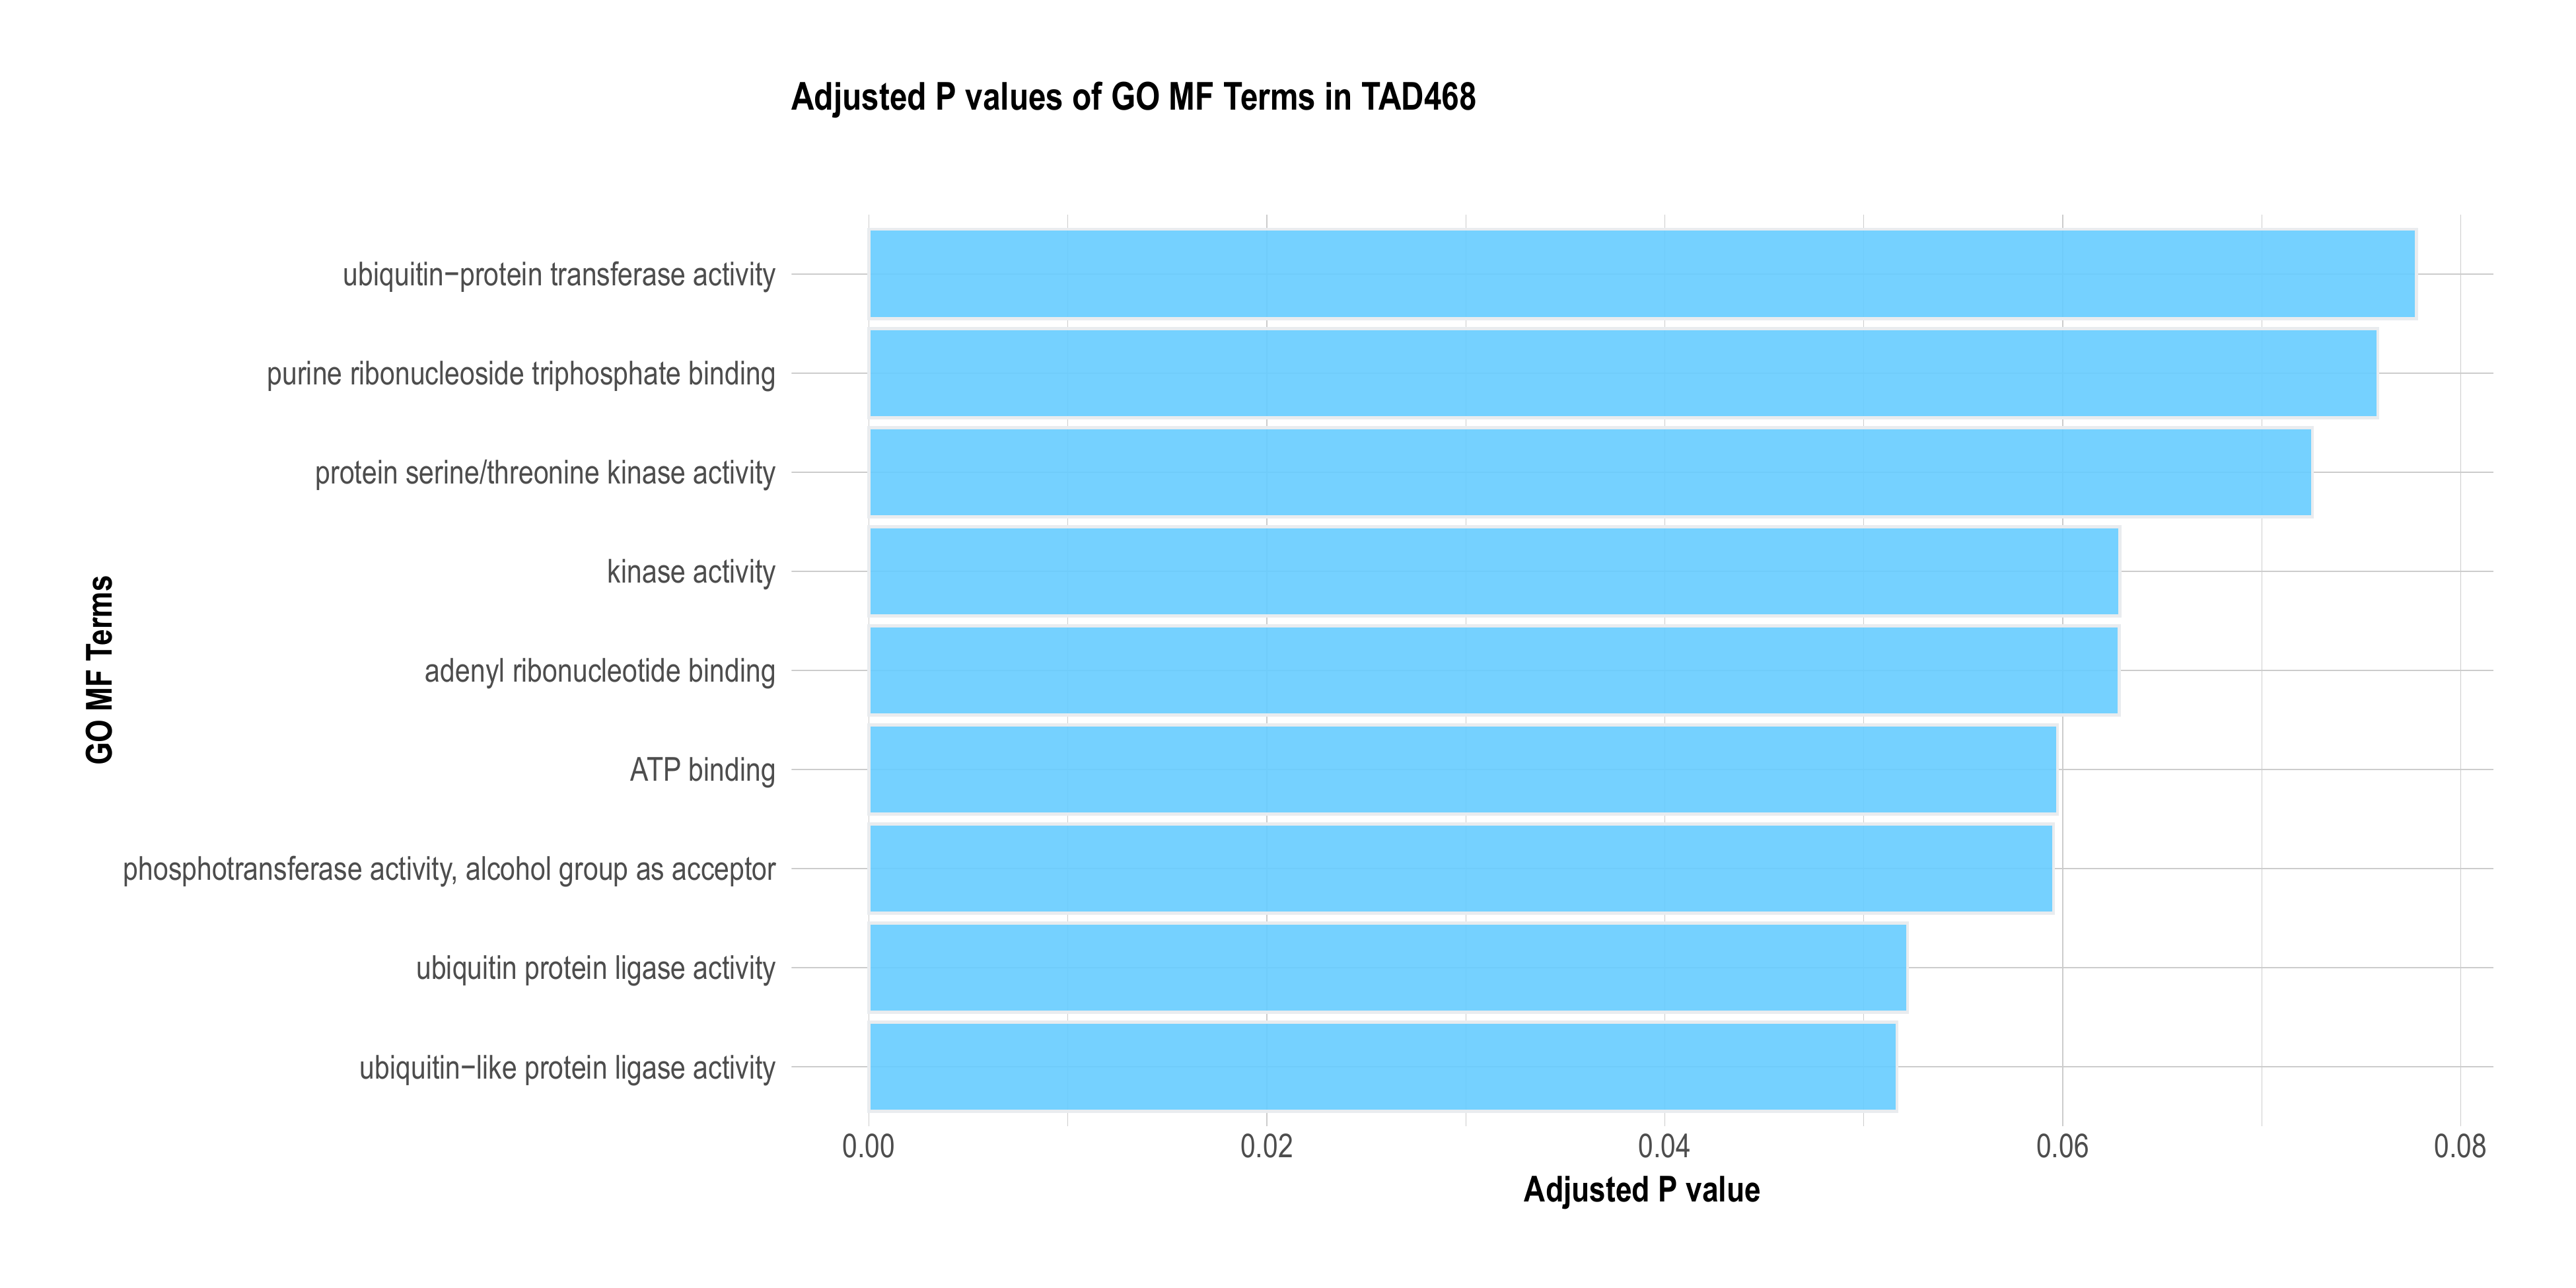 Adjusted P values of GO MF Terms in TAD468
GO MF Terms
ubiquitin−protein transferase activity
purine ribonucleoside triphosphate binding
protein serine/threonine kinase activity
kinase activity
adenyl ribonucleotide binding
ATP binding
phosphotransferase activity, alcohol group as acceptor
ubiquitin protein ligase activity
ubiquitin−like protein ligase activity
0.00 0.02 0.04 0.06 0.08
Adjusted P value